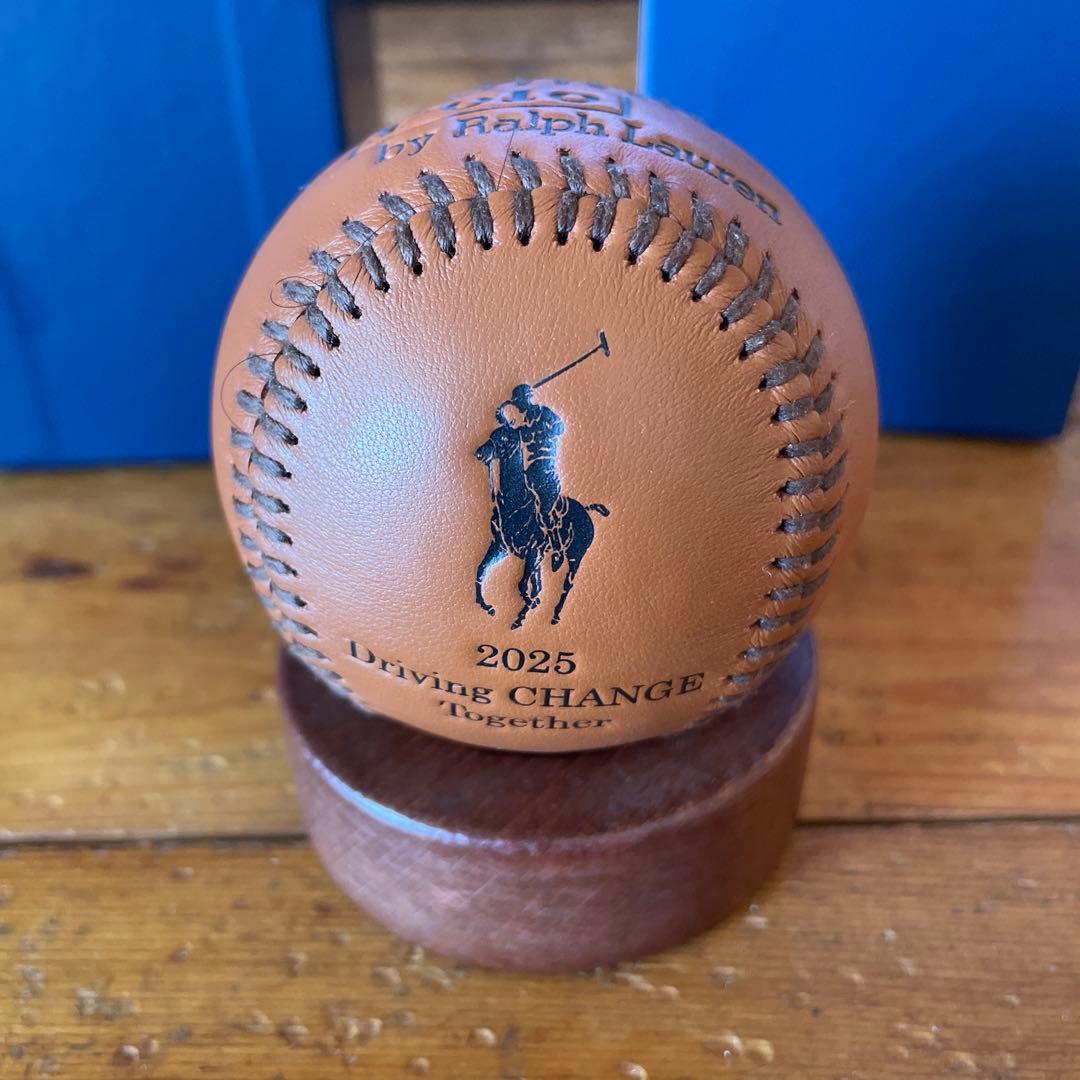 by Ralph Lauren
2025
Driving CHANGE
Together